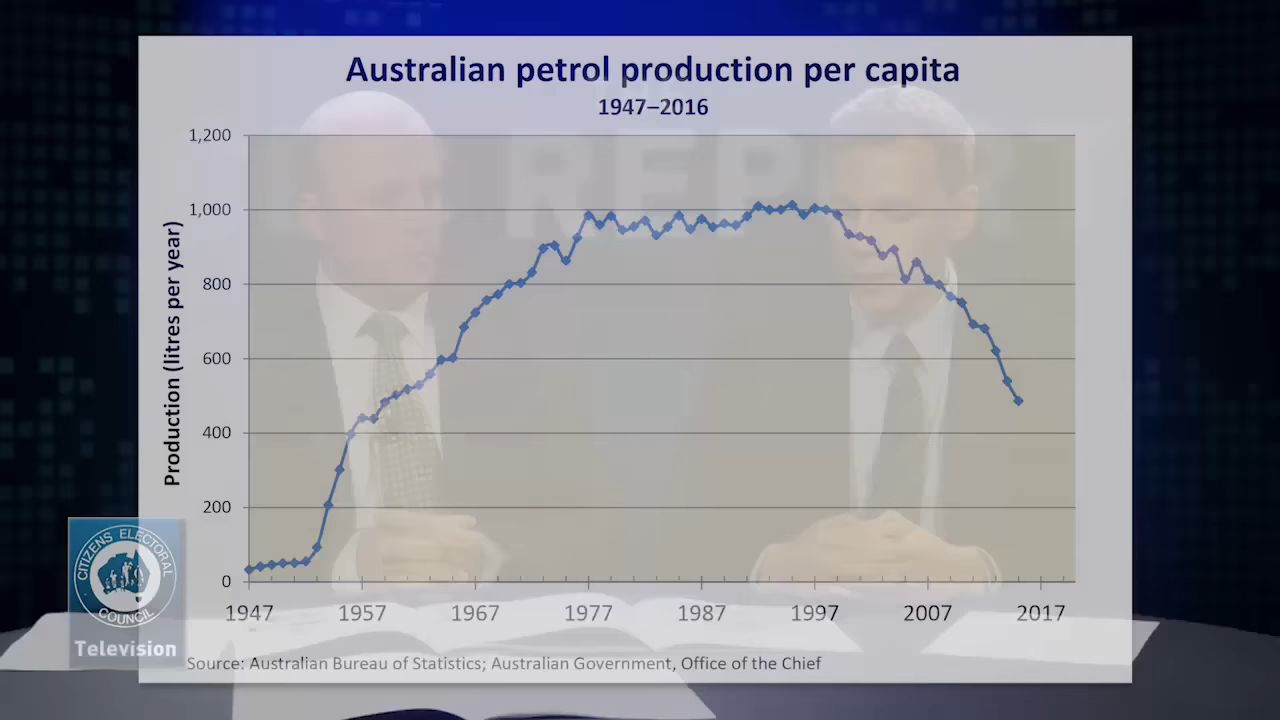 Australian petrol production per capita
1947–2016
REPORT
Production (litres per year)
1,200
1,000
800
600
400
200
0
1947
1957
1967
1977
1987
1997
2007
2017
Source: Australian Bureau of Statistics; Australian Government, Office of the Chief
CITIZENS ELECTORAL
COUNCIL
Television